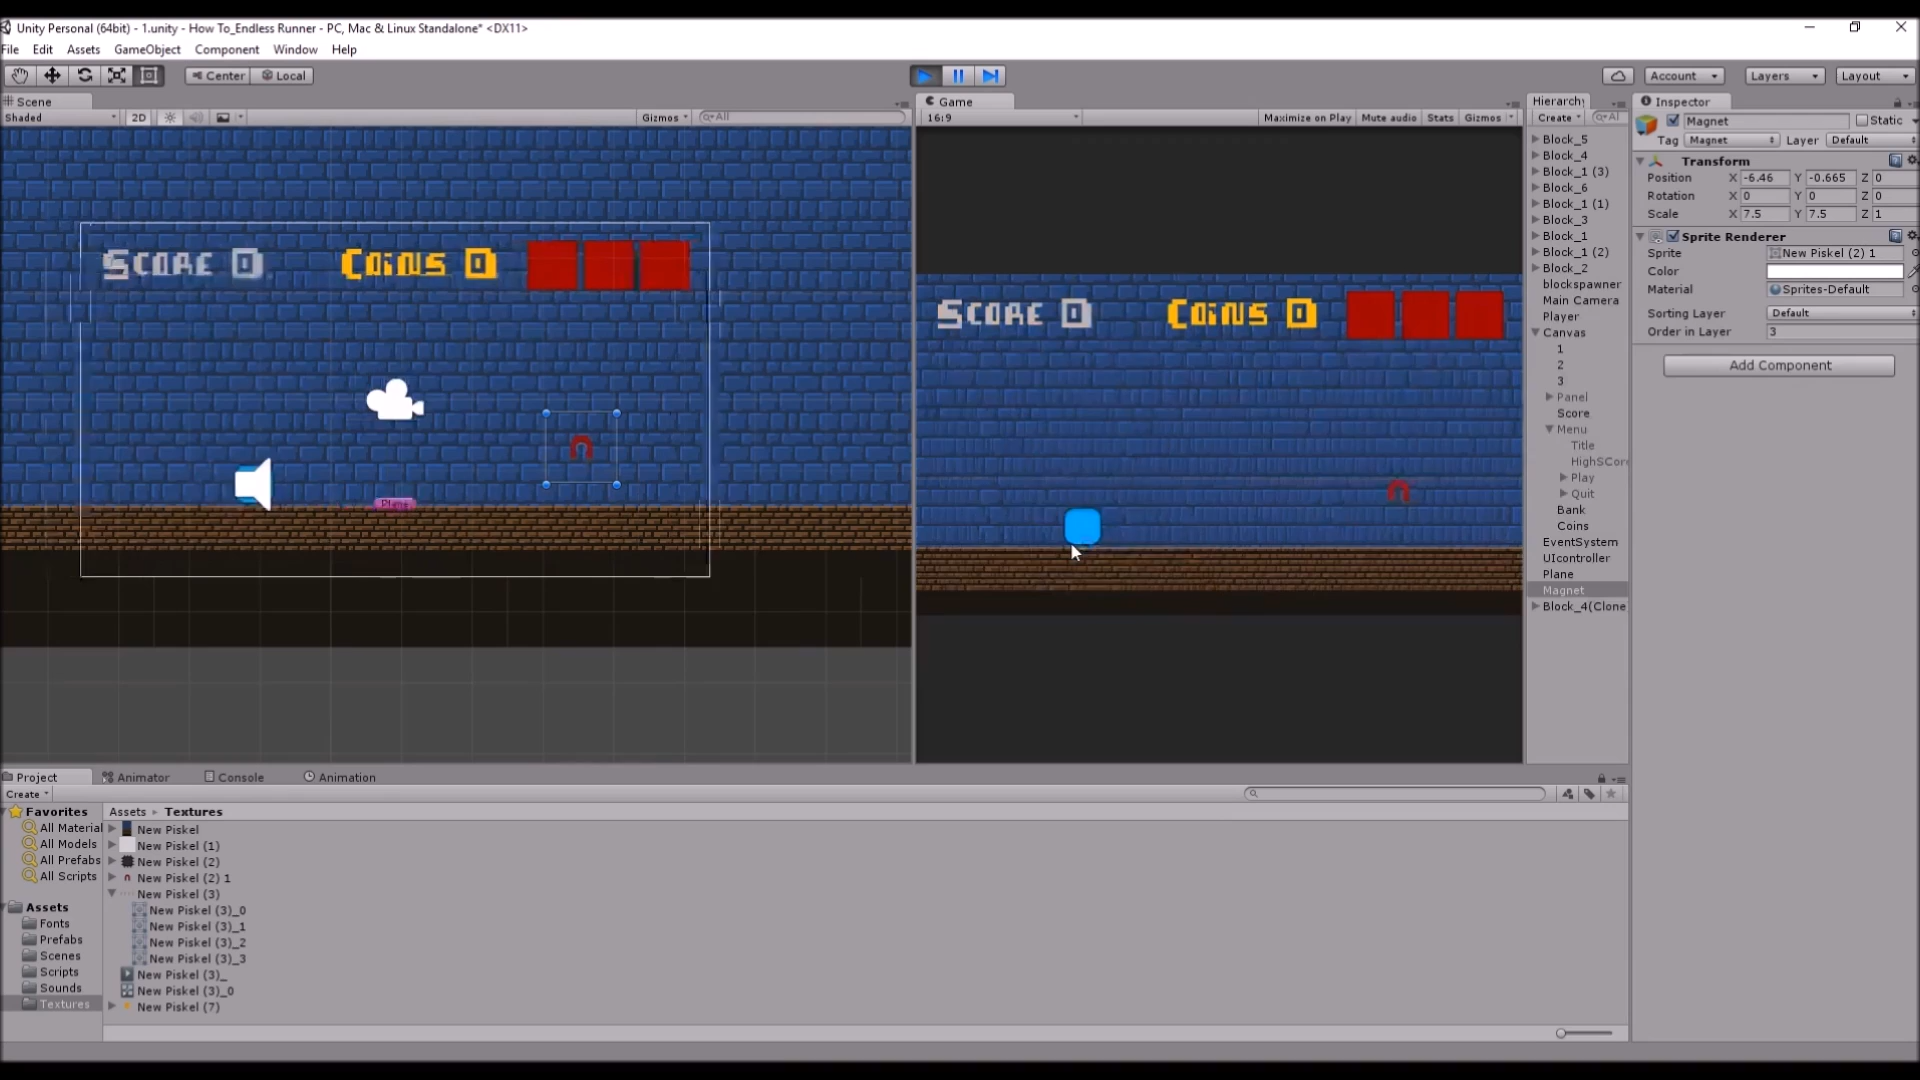 Unity Personal (64bit) - 1.unity - How To_Endless Runner - PC, Mac & Linux Standalone* <DX11>
File Edit Assets GameObject Component Window Help
Center Local
Account Layers Layout
Scene
Shaded 2D Gizmos All
Score 0 Coins 0
Plane
Game
16:9 Maximize on Play Mute audio Stats Gizmos
Score 0 Coins 0
Hierarchy
Create Al
Block_5
Block_4
Block_1 (3)
Block_6
Block_1 (1)
Block_3
Block_1
Block_1 (2)
Block_2
blockspawner
Main Camera
Player
Canvas
1
2
3
Panel
Score
Menu
Title
HighSCor
Play
Quit
Bank
Coins
EventSystem
UIcontroller
Plane
Magnet
Block_4(Clone
Inspector
Magnet Static
Tag Magnet Layer Default
Transform
Position X -6.46 Y -0.665 Z 0
Rotation X 0 Y 0 Z 0
Scale X 7.5 Y 7.5 Z 1
Sprite Renderer
Sprite New Piskel (2) 1
Color
Material Sprites-Default
Sorting Layer Default
Order in Layer 3
Add Component
Project Animator Console Animation
Create
Favorites
All Material
All Models
All Prefabs
All Scripts
Assets
Fonts
Prefabs
Scenes
Scripts
Sounds
Textures
Assets Textures
New Piskel
New Piskel (1)
New Piskel (2)
New Piskel (2) 1
New Piskel (3)
New Piskel (3)_0
New Piskel (3)_1
New Piskel (3)_2
New Piskel (3)_3
New Piskel (3)_
New Piskel (3)_0
New Piskel (7)